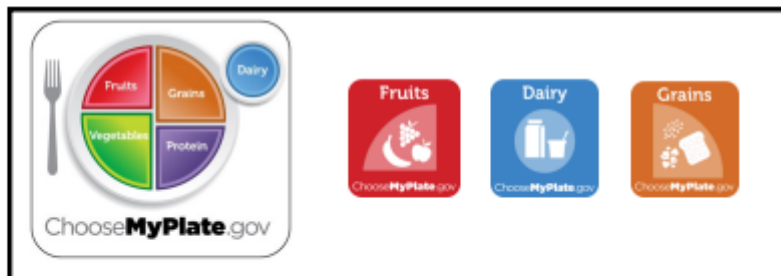 Fruits
Grains
Dairy
Vegetables
Protein
ChooseMyPlate.gov
Fruits
ChooseMyPlate.gov
Dairy
ChooseMyPlate.gov
Grains
ChooseMyPlate.gov